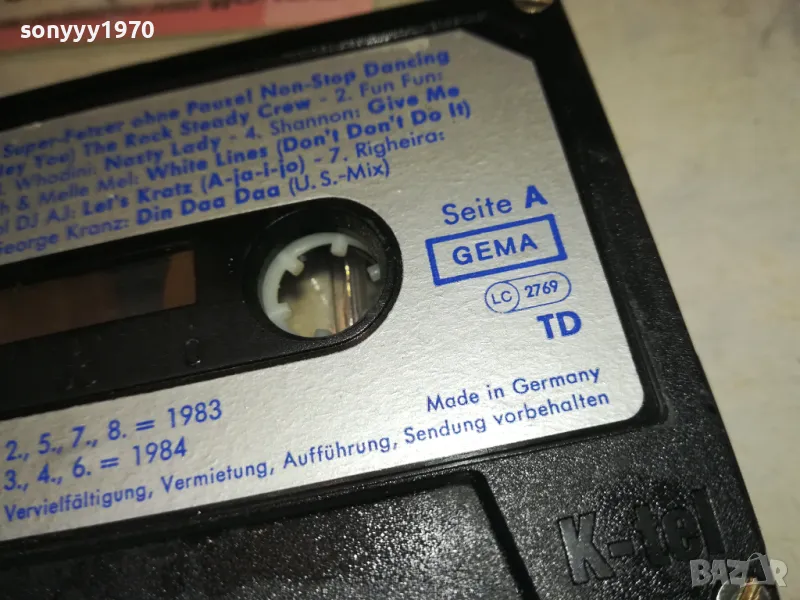 sonyyy1970
Super-Fetzer ohne Pause! Non-Stop Dancing
You) The Rock Steady Crew - 2. Fun Fun:
Whodini: Nasty Lady - 4. Shannon: Give Me
& Melle Mel: White Lines (Don't Don't Do It)
DJ AJ: Let's Kratz (A-ja-i-jo) - 7. Righeira:
George Kranz: Din Daa Daa (U. S.-Mix)
Seite A
GEMA
LC 2769
TD
2., 5., 7., 8. = 1983
3., 4., 6. = 1984
Made in Germany
Vervielfältigung, Vermietung, Aufführung, Sendung vorbehalten
K-tel
BAZAR